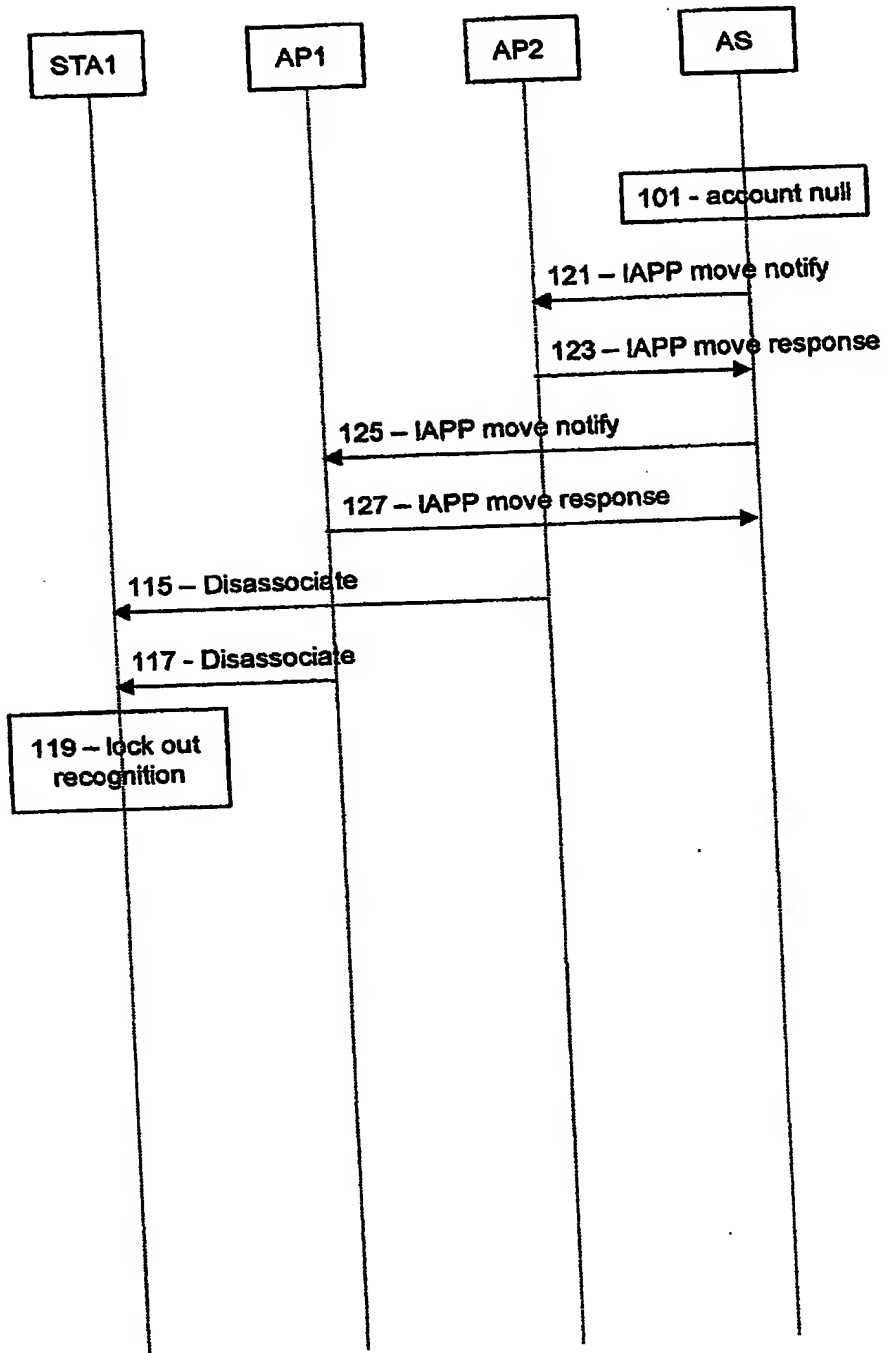 STA1
AP1
AP2
AS
101 - account null
121 – IAPP move notify
123 – IAPP move response
125 – IAPP move notify
127 – IAPP move response
115 – Disassociate
117 - Disassociate
119 – lock out
recognition